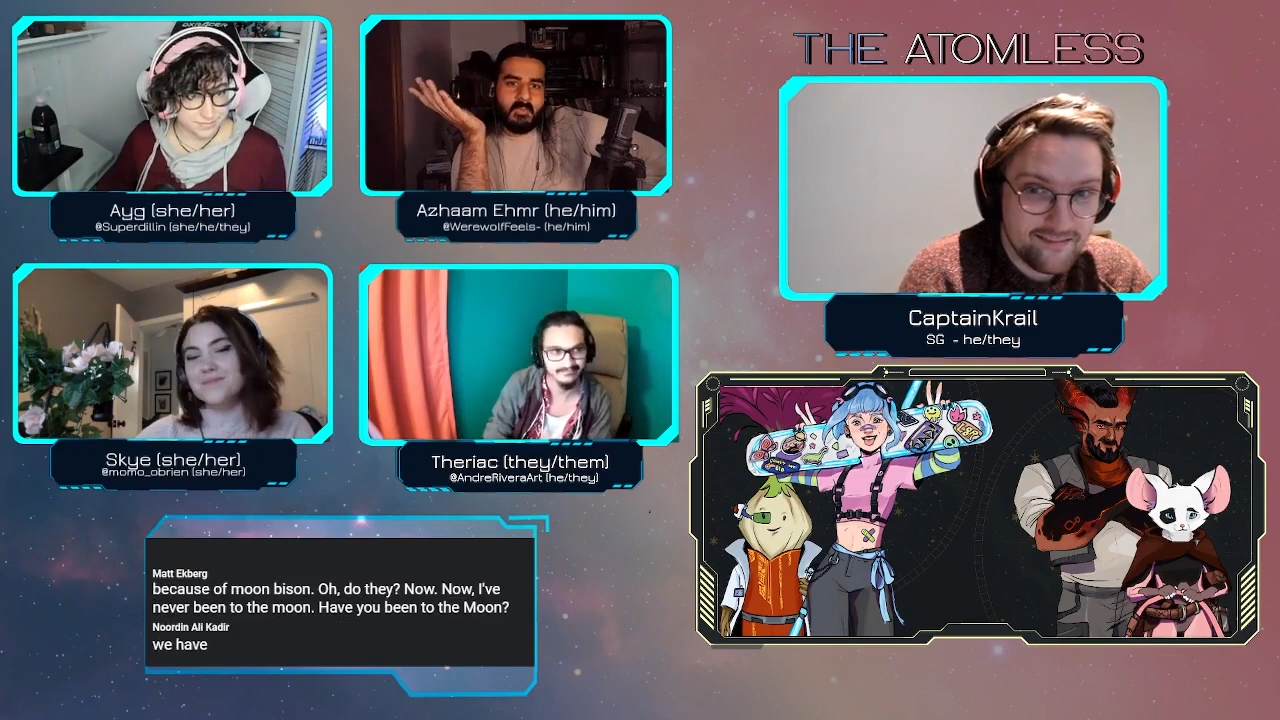 THE ATOMLESS
DXRACER
Ayg (she/her)
@Superdillin (she/he/they)
Azhaam Ehmr (he/him)
@WerewolfFeels- (he/him)
CaptainKrail
SG - he/they
Skye (she/her)
@momo_obrien (she/her)
Theriac (they/them)
@AndreRiveraArt (he/they)
Matt Ekberg
because of moon bison. Oh, do they? Now. Now, I've
never been to the moon. Have you been to the Moon?
Noordin Ali Kadir
we have